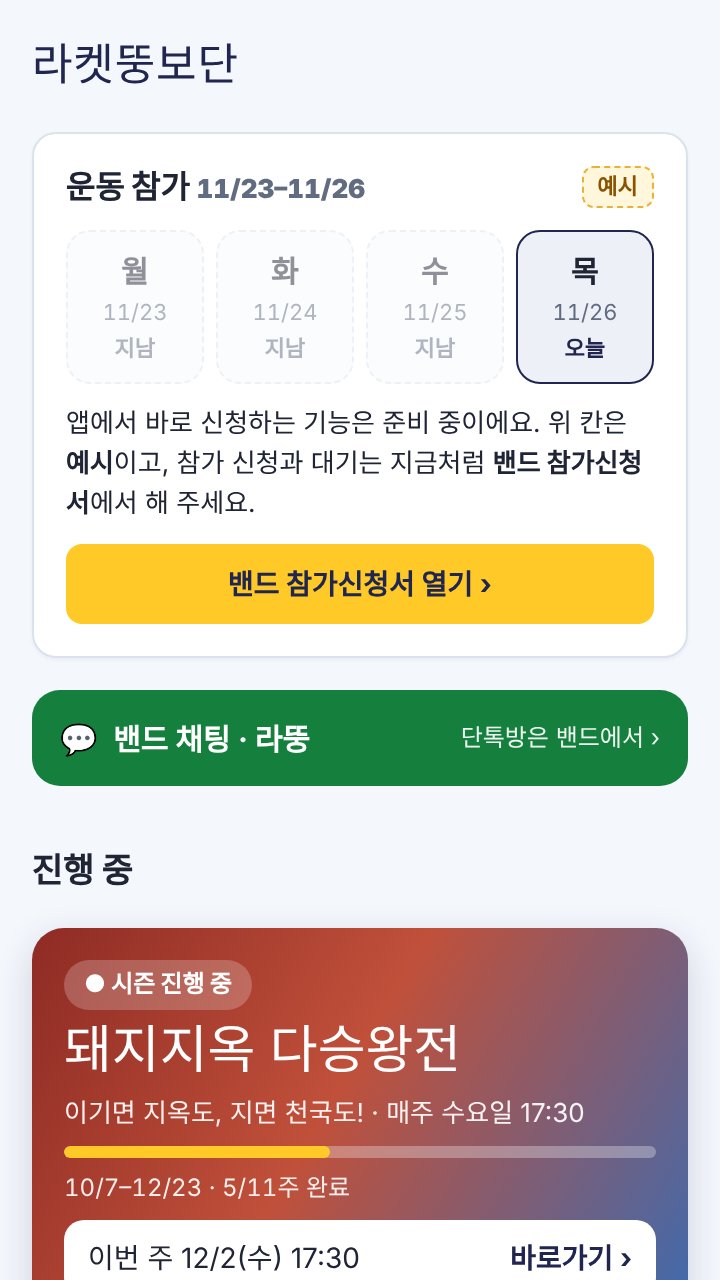 라켓뚱보단
운동 참가 11/23–11/26
예시
월
11/23
지남
화
11/24
지남
수
11/25
지남
목
11/26
오늘
앱에서 바로 신청하는 기능은 준비 중이에요. 위 칸은
예시이고, 참가 신청과 대기는 지금처럼 밴드 참가신청
서에서 해 주세요.
밴드 참가신청서 열기 ›
밴드 채팅 · 라뚱
단톡방은 밴드에서 ›
진행 중
시즌 진행 중
돼지지옥 다승왕전
이기면 지옥도, 지면 천국도! · 매주 수요일 17:30
10/7–12/23 · 5/11주 완료
이번 주 12/2(수) 17:30
바로가기 ›